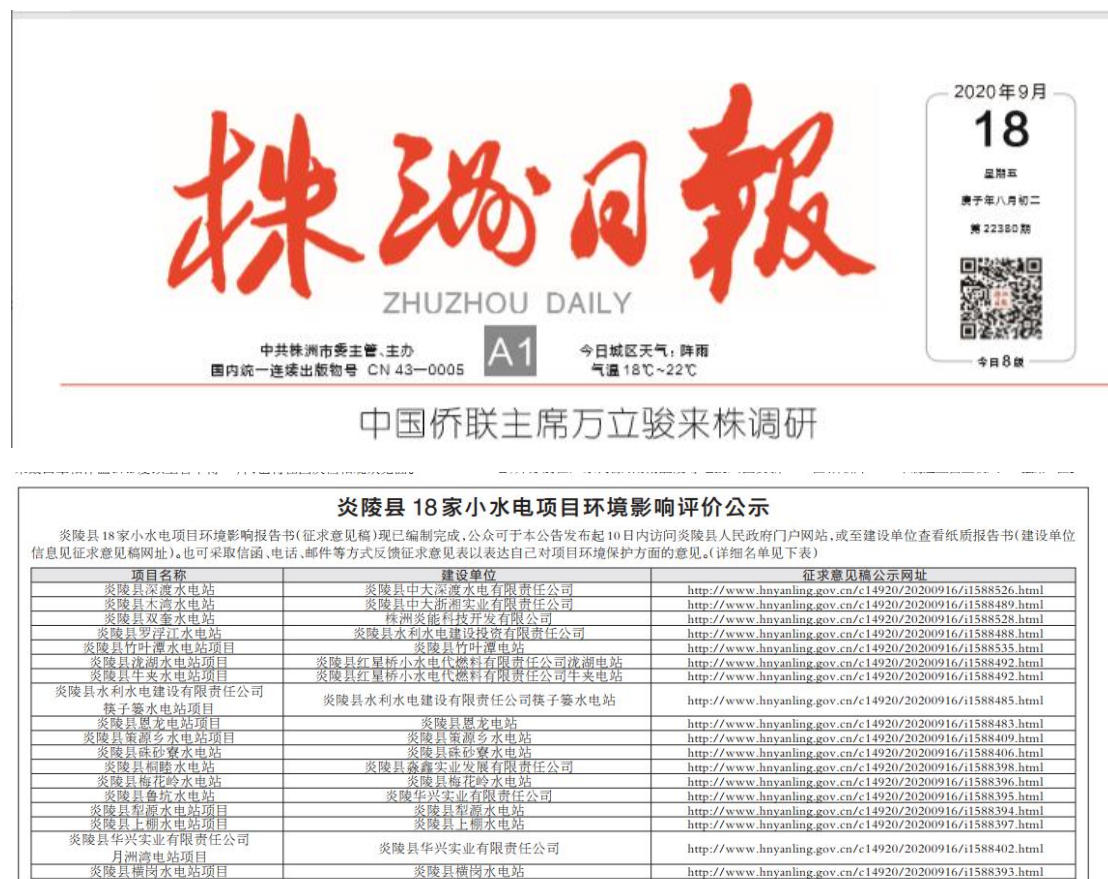 株洲日報
ZHUZHOU DAILY
中共株洲市委主管、主办
国内统一连续出版物号 CN 43—0005
A1
今日城区天气：阵雨
气温 18℃~22℃
2020年9月
18
星期五
庚子年八月初二
第 22380 期
今日8版
中国侨联主席万立骏来株调研
炎陵县 18 家小水电项目环境影响评价公示
炎陵县18家小水电项目环境影响报告书(征求意见稿)现已编制完成,公众可于本公告发布起10日内访问炎陵县人民政府门户网站,或至建设单位查看纸质报告书(建设单位
信息见征求意见稿网址)。也可采取信函、电话、邮件等方式反馈征求意见表以表达自己对项目环境保护方面的意见。(详细名单见下表)
项目名称 建设单位 征求意见稿公示网址
炎陵县深渡水电站 炎陵县中大深渡水电有限责任公司 http://www.hnyanling.gov.cn/c14920/20200916/i1588526.html
炎陵县木湾水电站 炎陵县中大浙湘实业有限责任公司 http://www.hnyanling.gov.cn/c14920/20200916/i1588489.html
炎陵县双奎水电站 株洲炎能科技开发有限公司 http://www.hnyanling.gov.cn/c14920/20200916/i1588528.html
炎陵县罗浮江水电站 炎陵县水利水电建设投资有限责任公司 http://www.hnyanling.gov.cn/c14920/20200916/i1588488.html
炎陵县竹叶潭水电站项目 炎陵县竹叶潭电站 http://www.hnyanling.gov.cn/c14920/20200916/i1588535.html
炎陵县泷湖水电站项目 炎陵县红星桥小水电代燃料有限责任公司泷湖电站 http://www.hnyanling.gov.cn/c14920/20200916/i1588492.html
炎陵县牛夹水电站项目 炎陵县红星桥小水电代燃料有限责任公司牛夹电站 http://www.hnyanling.gov.cn/c14920/20200916/i1588492.html
炎陵县水利水电建设有限责任公司
筷子篓水电站项目 炎陵县水利水电建设有限责任公司筷子篓水电站 http://www.hnyanling.gov.cn/c14920/20200916/i1588485.html
炎陵县恩龙电站项目 炎陵县恩龙电站 http://www.hnyanling.gov.cn/c14920/20200916/i1588483.html
炎陵县策源乡水电站项目 炎陵县策源乡水电站 http://www.hnyanling.gov.cn/c14920/20200916/i1588409.html
炎陵县硃砂寮水电站 炎陵县硃砂寮水电站 http://www.hnyanling.gov.cn/c14920/20200916/i1588406.html
炎陵县桐睦水电站 炎陵县淼鑫实业发展有限责任公司 http://www.hnyanling.gov.cn/c14920/20200916/i1588398.html
炎陵县梅花岭水电站 炎陵县梅花岭水电站 http://www.hnyanling.gov.cn/c14920/20200916/i1588396.html
炎陵县鲁坑水电站 炎陵华兴实业有限责任公司 http://www.hnyanling.gov.cn/c14920/20200916/i1588395.html
炎陵县犁源水电站项目 炎陵县犁源水电站 http://www.hnyanling.gov.cn/c14920/20200916/i1588394.html
炎陵县上棚水电站项目 炎陵县上棚水电站 http://www.hnyanling.gov.cn/c14920/20200916/i1588397.html
炎陵县华兴实业有限责任公司
月洲湾电站项目 炎陵县华兴实业有限责任公司 http://www.hnyanling.gov.cn/c14920/20200916/i1588402.html
炎陵县横岗水电站 炎陵县横岗水电站 http://www.hnyanling.gov.cn/c14920/20200916/i1588393.html